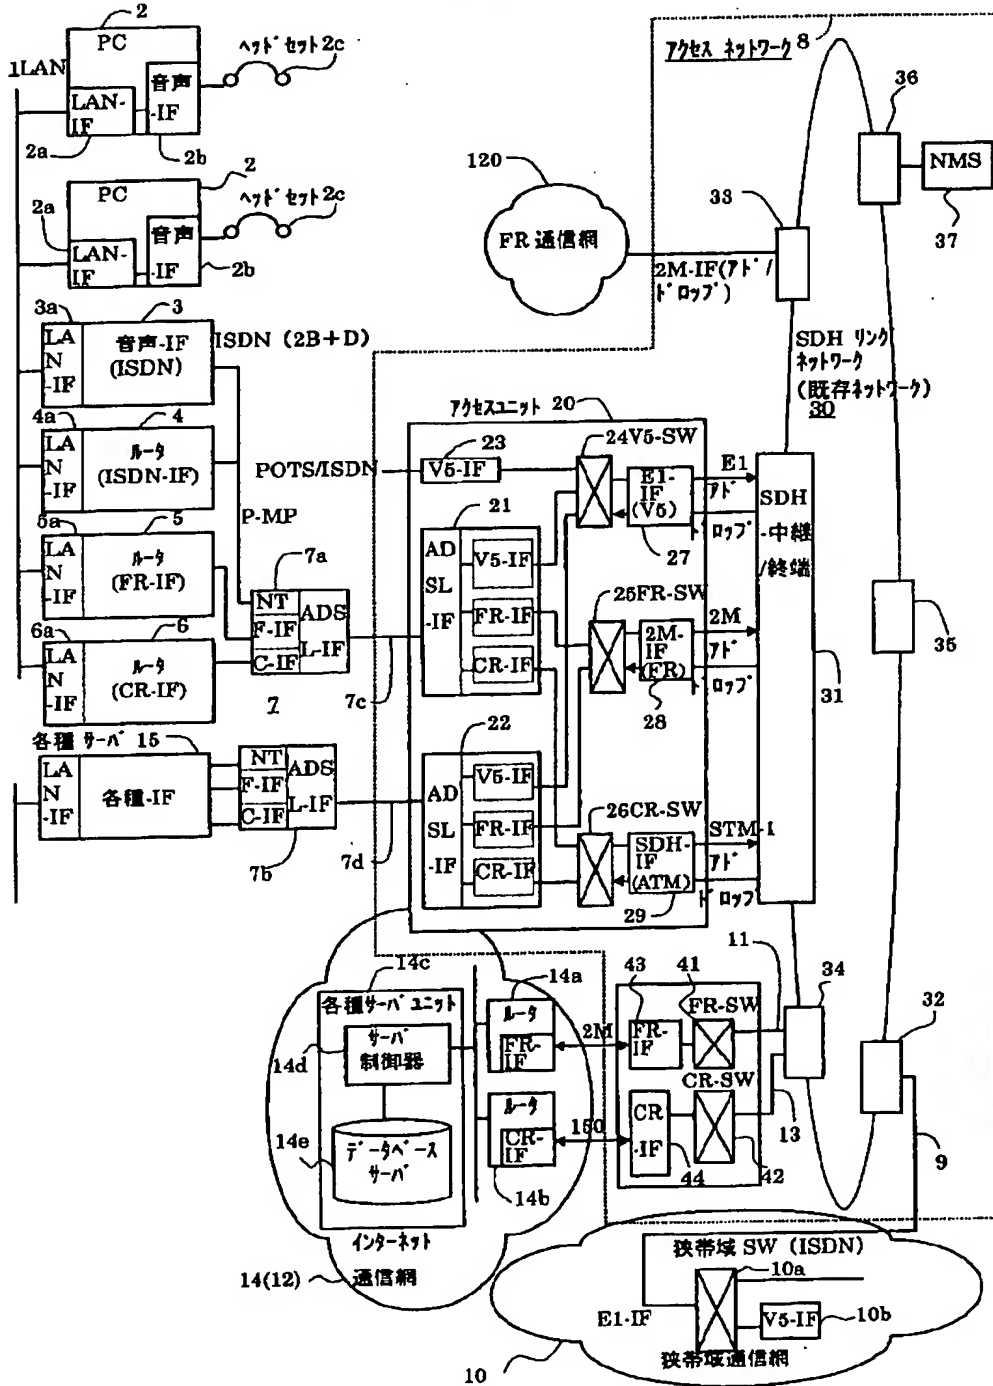 2
PC
1LAN
ヘッドセット2c
LAN-
IF
音声
-IF
2a
2b
2
PC
ヘッドセット2c
2a
LAN-
IF
音声
-IF
2b
3a
3
LA
N
-IF
音声-IF
(ISDN)
ISDN (2B+D)
4a
4
LA
N
-IF
ルータ
(ISDN-IF)
P-MP
5a
5
LA
N
-IF
ルータ
(FR-IF)
6a
6
LA
N
-IF
ルータ
(CR-IF)
7a
NT
F-IF
C-IF
ADS
L-IF
7
7c
各種サーバ 15
LA
N
-IF
各種-IF
NT
F-IF
C-IF
ADS
L-IF
7b
7d
アクセス ネットワーク 8
120
FR 通信網
33
2M-IF(アド/
ドロップ)
36
NMS
37
SDH リンク
ネットワーク
(既存ネットワーク)
30
アクセスユニット 20
POTS/ISDN
23
V5-IF
24V5-SW
E1-
IF
(V5)
27
E1
アド
ドロップ
SDH
-中継
/終端
31
21
AD
SL
-IF
V5-IF
FR-IF
CR-IF
25FR-SW
2M-
IF
(FR)
28
2M
アド
ドロップ
35
22
AD
SL
-IF
V5-IF
FR-IF
CR-IF
26CR-SW
SDH-
IF
(ATM)
29
STM-1
アド
ドロップ
14c
各種サーバ ユニット
14d
サーバ
制御器
14e
データベース
サーバ
14a
ルータ
FR-
IF
2M
ルータ
CR-
IF
14b
150
43
FR-
IF
41
FR-SW
CR-SW
CR
-IF
44
42
11
13
34
32
9
インターネット
通信網
14(12)
狭帯域 SW (ISDN)
10a
E1-IF
V5-IF
10b
狭帯域通信網
10